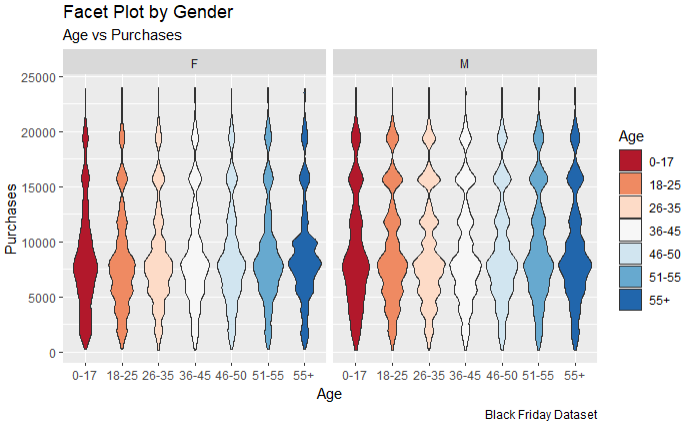 Facet Plot by Gender
Age vs Purchases
F
M
25000
20000
15000
10000
5000
0
Purchases
0-17 18-25 26-35 36-45 46-50 51-55 55+
0-17 18-25 26-35 36-45 46-50 51-55 55+
Age
Age
0-17
18-25
26-35
36-45
46-50
51-55
55+
Black Friday Dataset